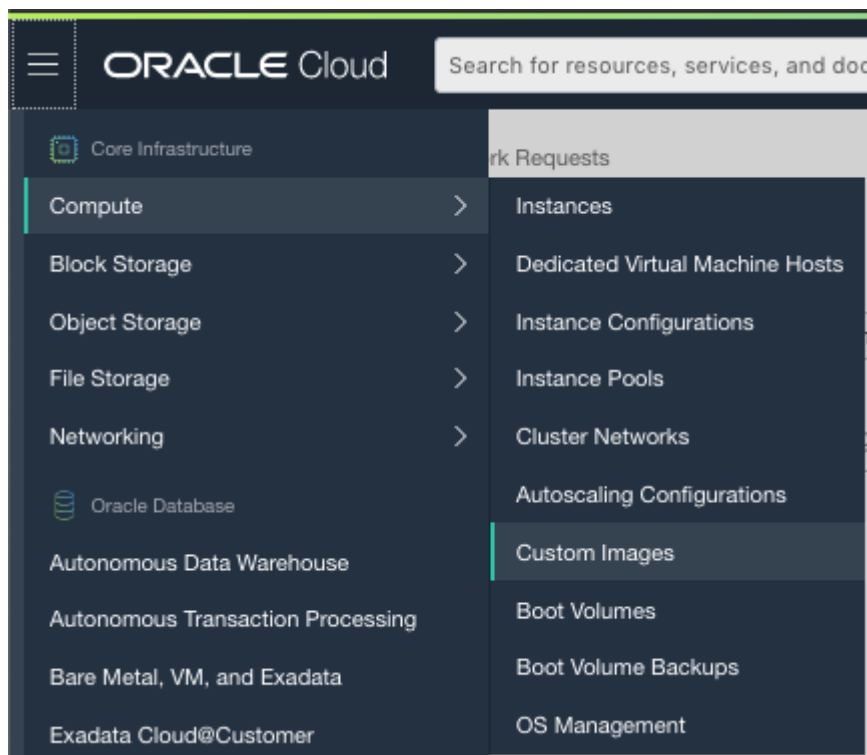 ORACLE Cloud
Search for resources, services, and doc
Core Infrastructure
rk Requests
Compute
Block Storage
Object Storage
File Storage
Networking
Oracle Database
Autonomous Data Warehouse
Autonomous Transaction Processing
Bare Metal, VM, and Exadata
Exadata Cloud@Customer
Instances
Dedicated Virtual Machine Hosts
Instance Configurations
Instance Pools
Cluster Networks
Autoscaling Configurations
Custom Images
Boot Volumes
Boot Volume Backups
OS Management